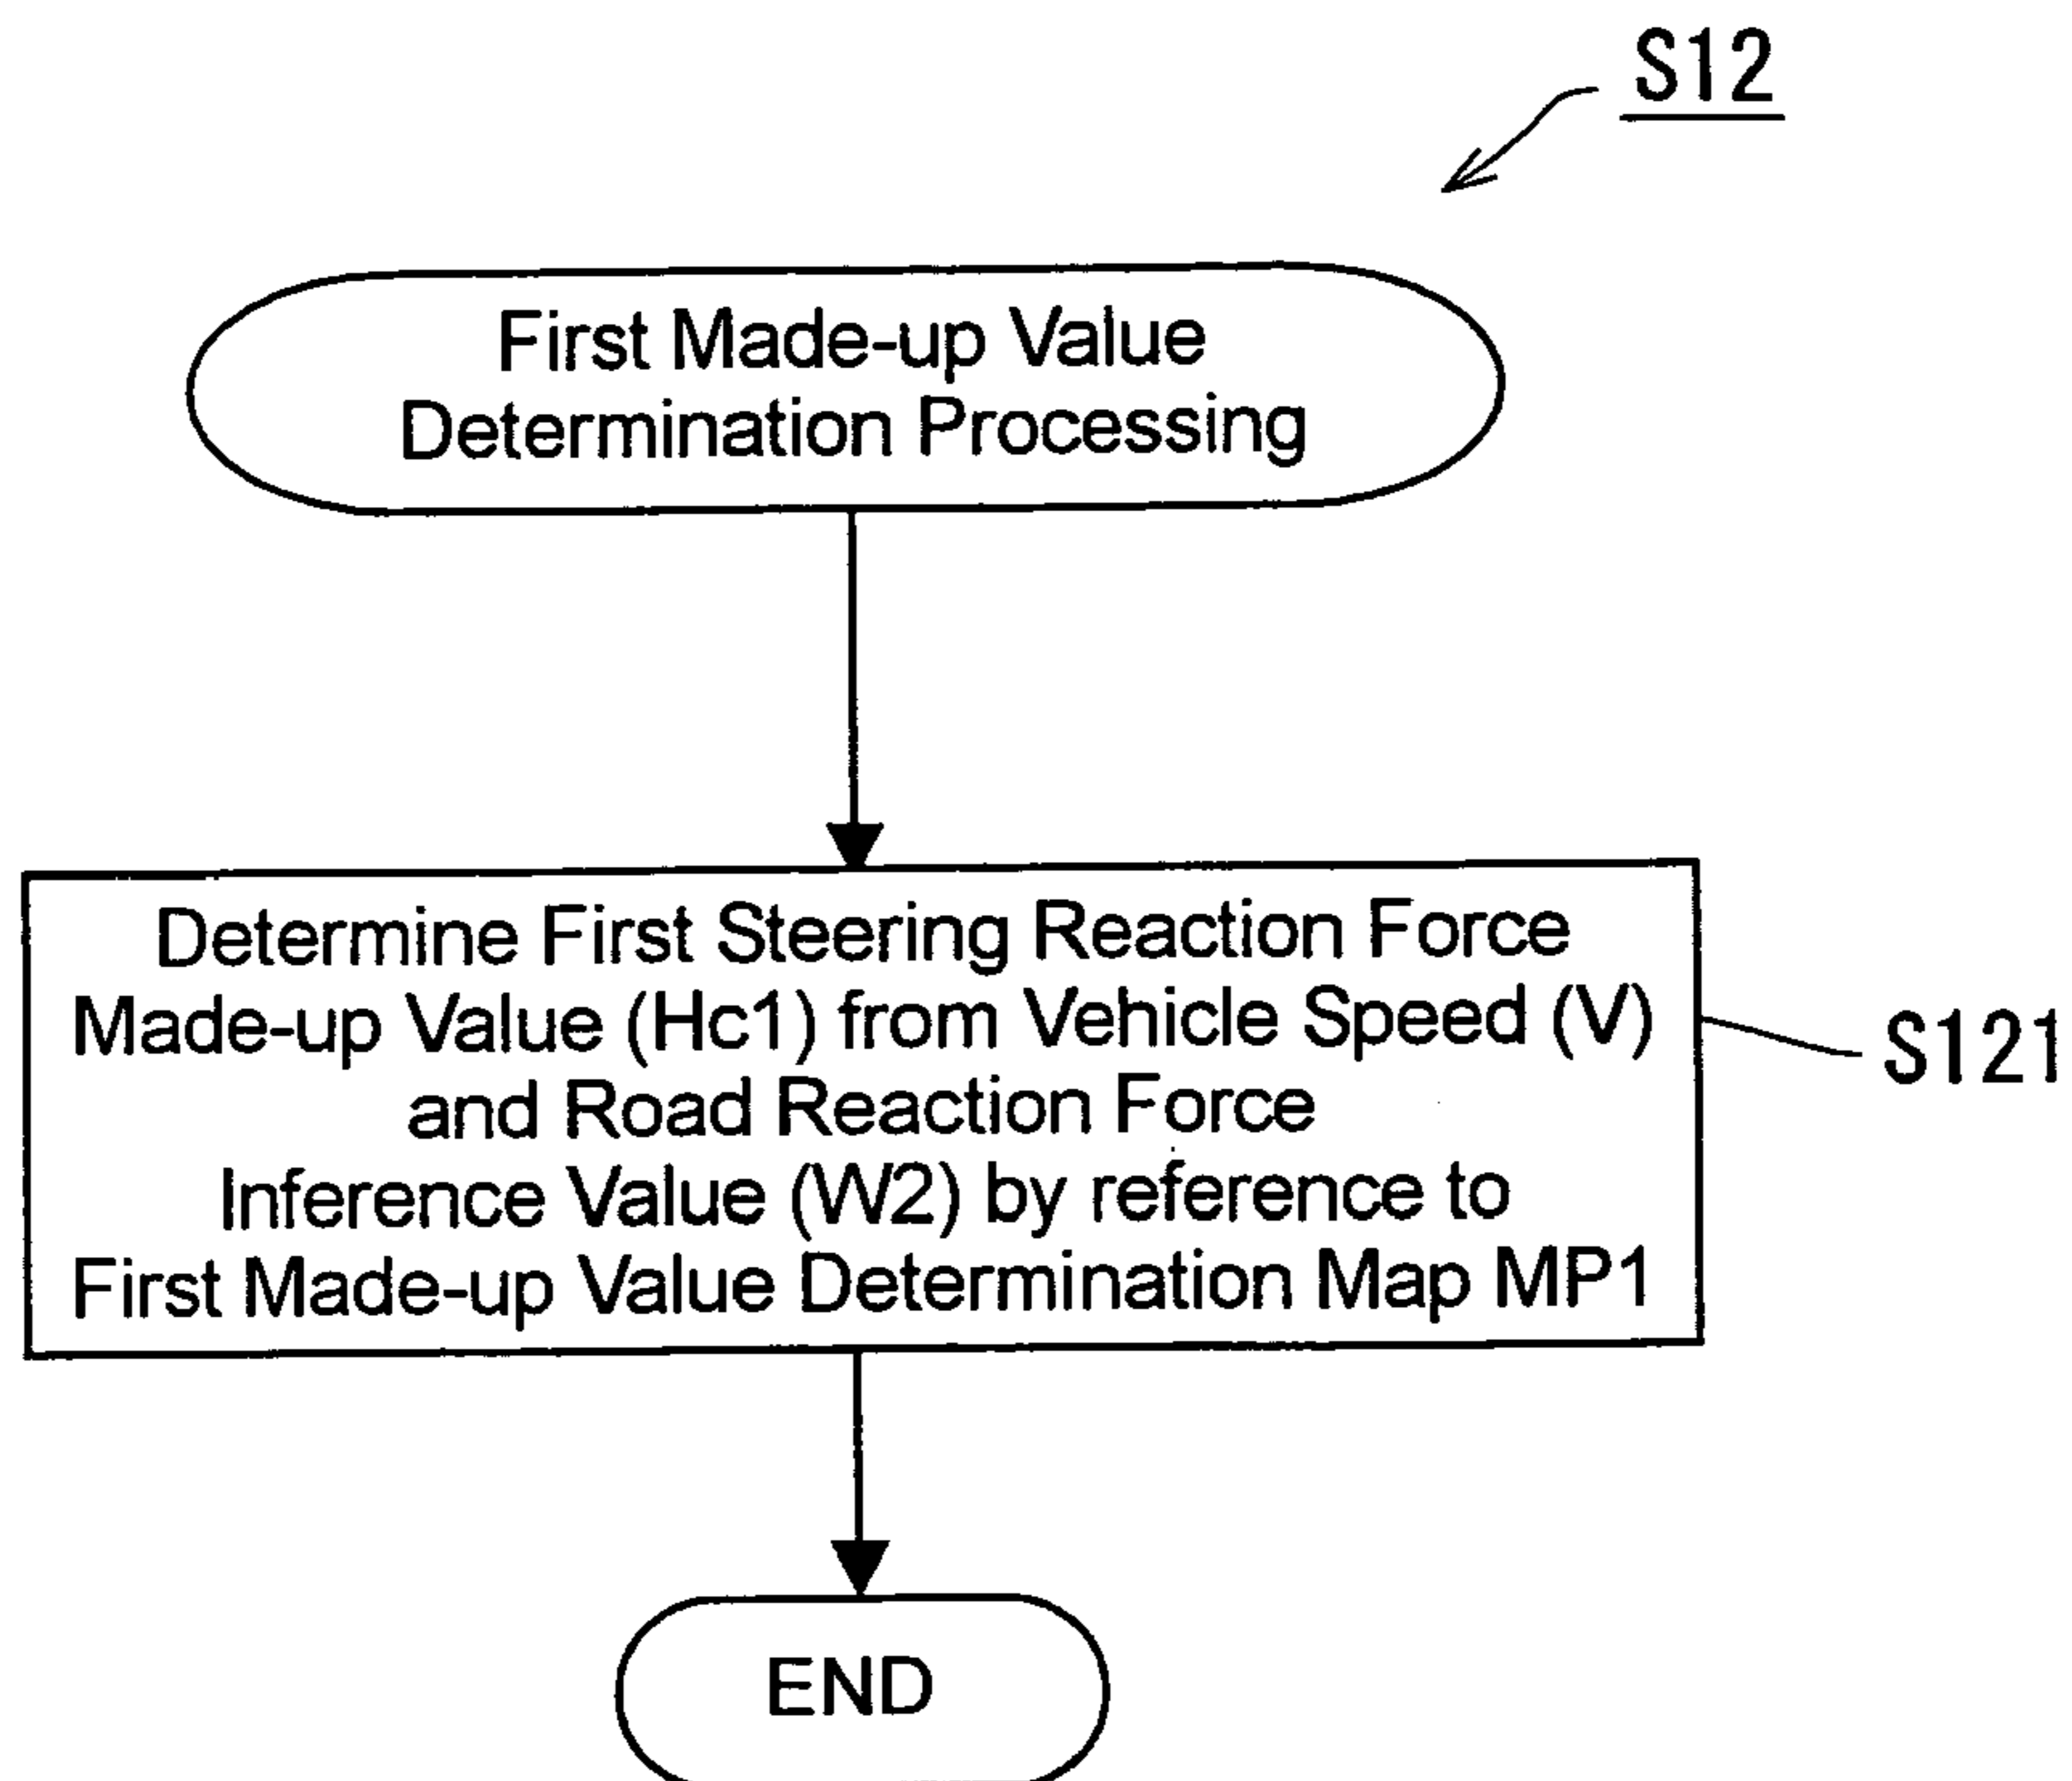 S12
First Made-up Value
Determination Processing
Determine First Steering Reaction Force
Made-up Value (Hc1) from Vehicle Speed (V)
and Road Reaction Force
Inference Value (W2) by reference to
First Made-up Value Determination Map MP1
S121
END